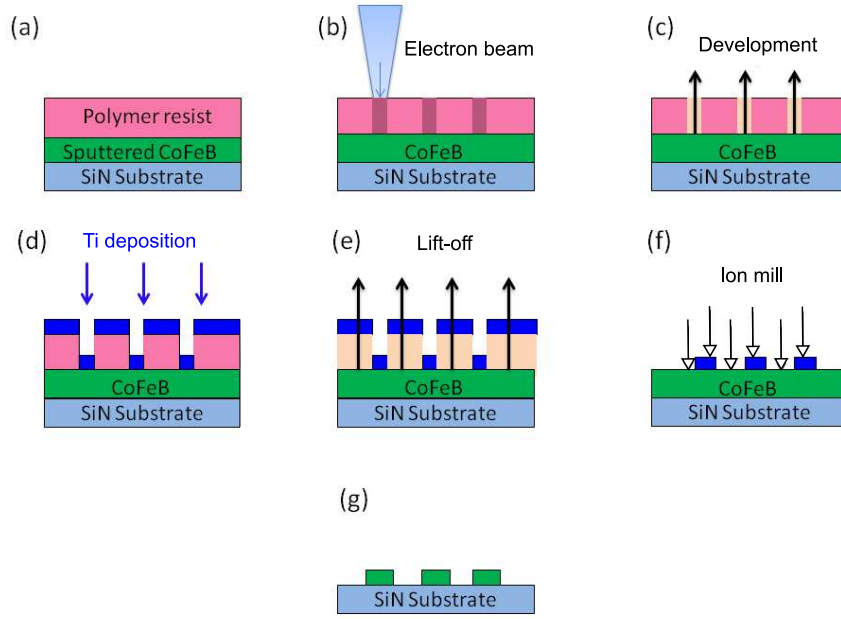 (a)
Polymer resist
Sputtered CoFeB
SiN Substrate
(b)
Electron beam
CoFeB
SiN Substrate
(c)
Development
CoFeB
SiN Substrate
(d)
Ti deposition
CoFeB
SiN Substrate
(e)
Lift-off
CoFeB
SiN Substrate
(f)
Ion mill
CoFeB
SiN Substrate
(g)
SiN Substrate